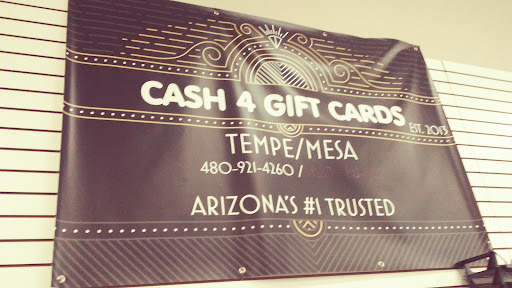 CASH 4 GIFT CARDS
EST. 2013
TEMPE/MESA
480-921-4260 /
ARIZONA'S #1 TRUSTED